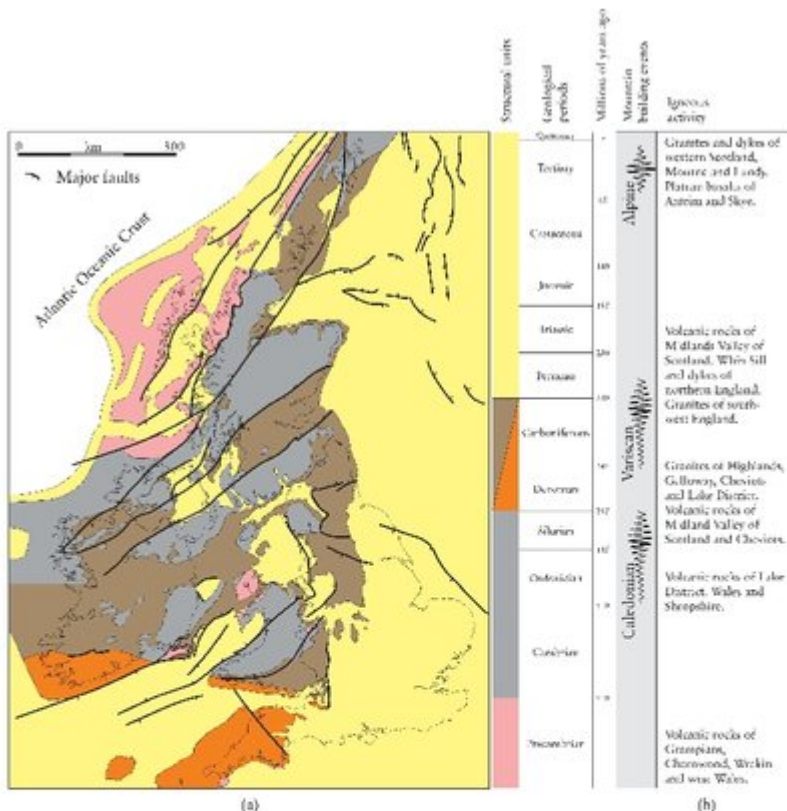 Structural units
Geological periods
Millions of years ago
Mountain building events
Igneous activity
0 km
Major faults
Atlantic Oceanic Crust
Tertiary
Cretaceous
Jurassic
Triassic
Permian
Carboniferous
Devonian
Silurian
Ordovician
Cambrian
Precambrian
Alpine
Variscan
Caledonian
Granites and dykes of
western Scotland,
Mourne and Lundy.
Plateau basalts of
Antrim and Skye.
Volcanic rocks of
Midlands Valley of
Scotland. Whin Sill
and dykes of
northern England.
Granites of south-
west England.
Granites of Highlands,
Galloway, Cheviots
and Lake District.
Volcanic rocks of
Midland Valley of
Scotland and Cheviots.
Volcanic rocks of Lake
District, Wales and
Shropshire.
Volcanic rocks of
Grampians,
Charnwood, Wrekin
and west Wales.
(a)
(b)